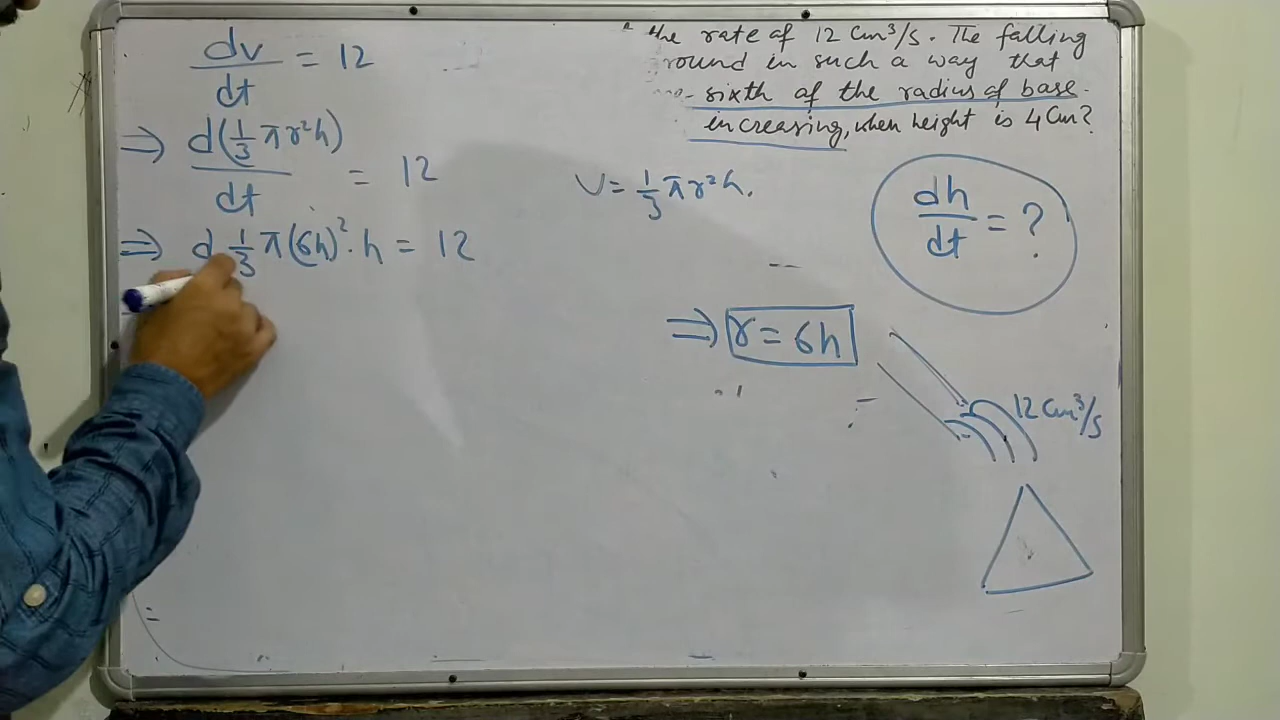 dv/dt = 12
⇒ d(1/3 πr²h)/dt = 12
⇒ d 1/3 π(6h)²·h = 12
the rate of 12 Cm³/s. The falling
round in such a way that
sixth of the radius of base
increasing, when height is 4 Cm?
V = 1/3 πr²h.
dh/dt = ?
⇒ r = 6h
12 Cm³/s